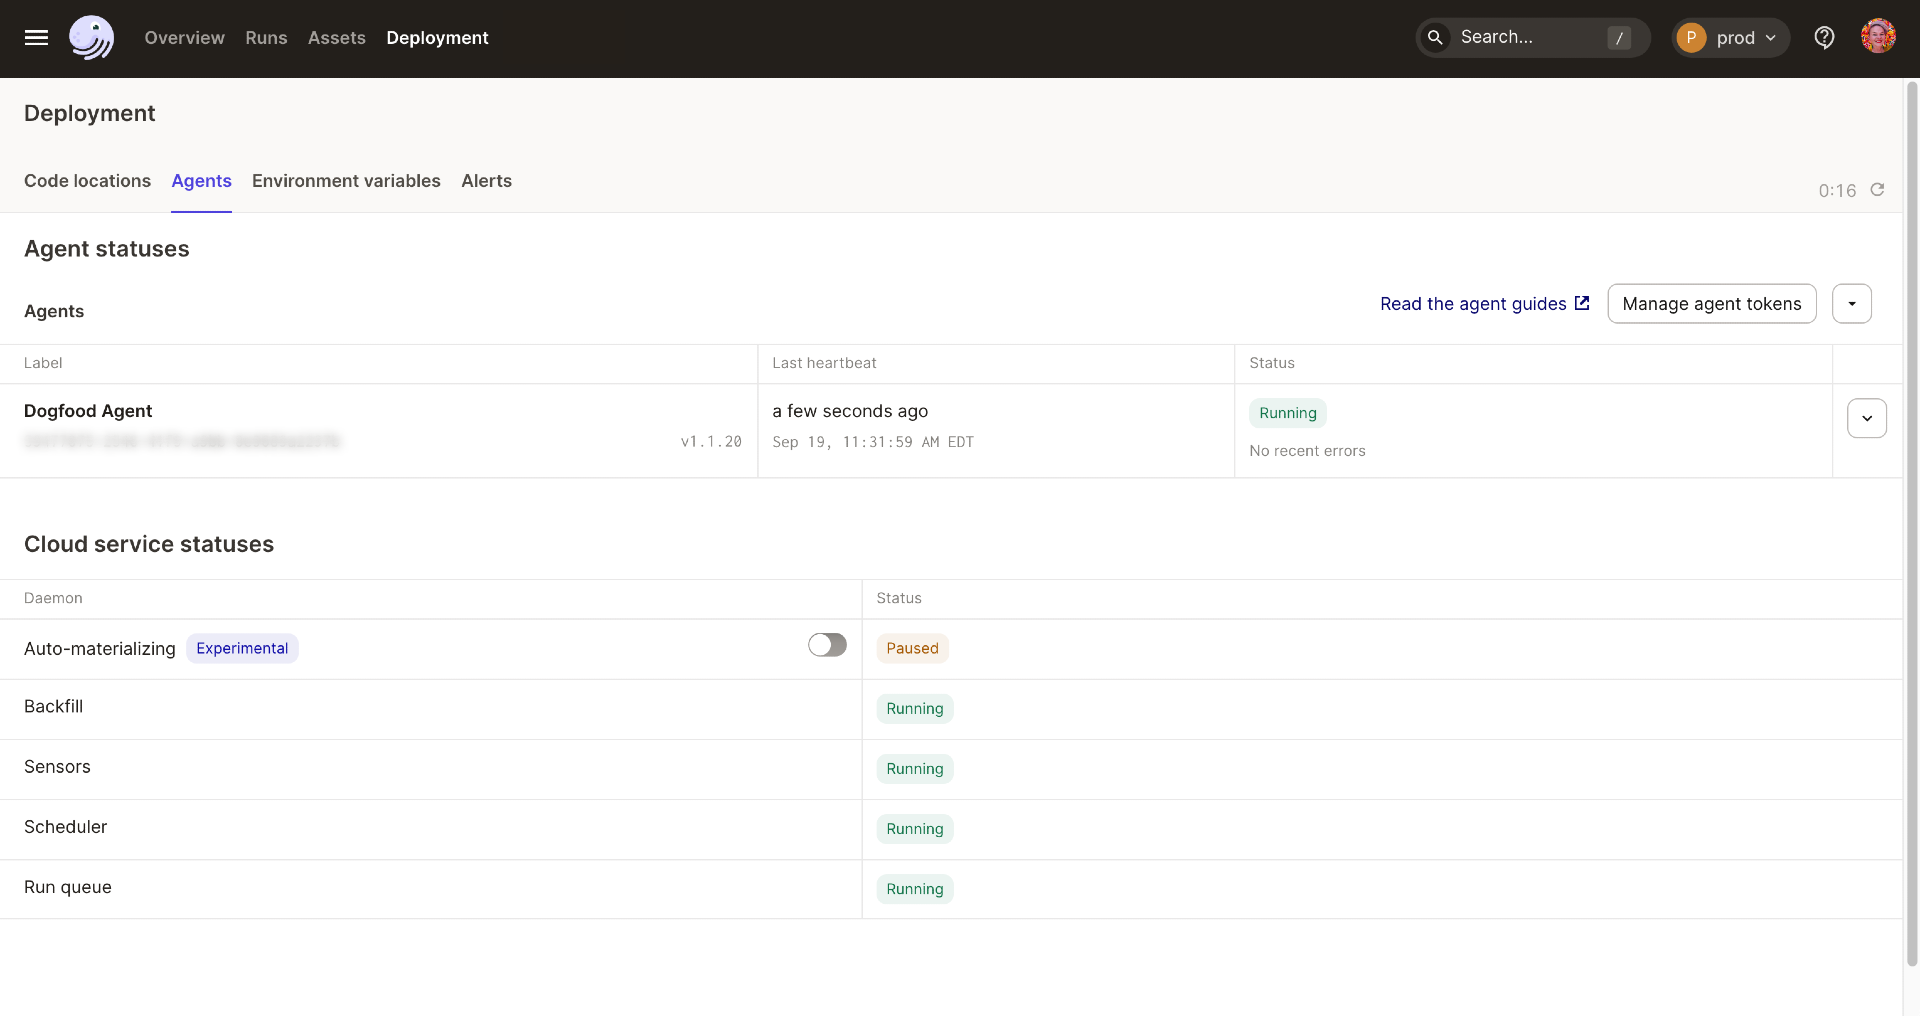 Overview Runs Assets Deployment Search... / P prod
Deployment
Code locations Agents Environment variables Alerts 0:16
Agent statuses
Agents Read the agent guides Manage agent tokens
Label Last heartbeat Status
Dogfood Agent a few seconds ago Running
v1.1.20 Sep 19, 11:31:59 AM EDT
No recent errors
Cloud service statuses
Daemon Status
Auto-materializing Experimental Paused
Backfill Running
Sensors Running
Scheduler Running
Run queue Running